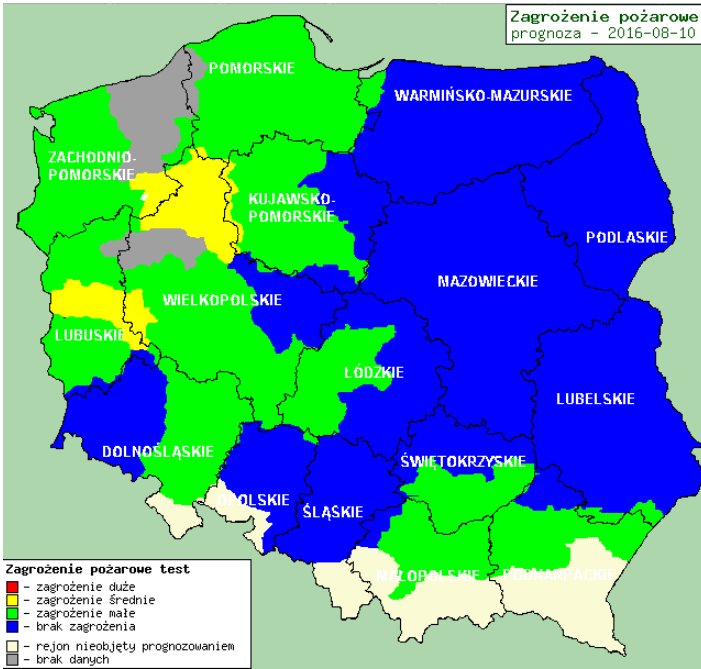 Zagrożenie pożarowe
prognoza - 2016-08-10
POMORSKIE
WARMIŃSKO-MAZURSKIE
ZACHODNIO-
POMORSKIE
KUJAWSKO-
POMORSKIE
PODLASKIE
MAZOWIECKIE
WIELKOPOLSKIE
LUBUSKIE
ŁÓDZKIE
LUBELSKIE
DOLNOŚLĄSKIE
ŚWIĘTOKRZYSKIE
OPOLSKIE
ŚLĄSKIE
MAŁOPOLSKIE
PODKARPACKIE
Zagrożenie pożarowe test
- zagrożenie duże
- zagrożenie średnie
- zagrożenie małe
- brak zagrożenia
- rejon nieobjęty prognozowaniem
- brak danych